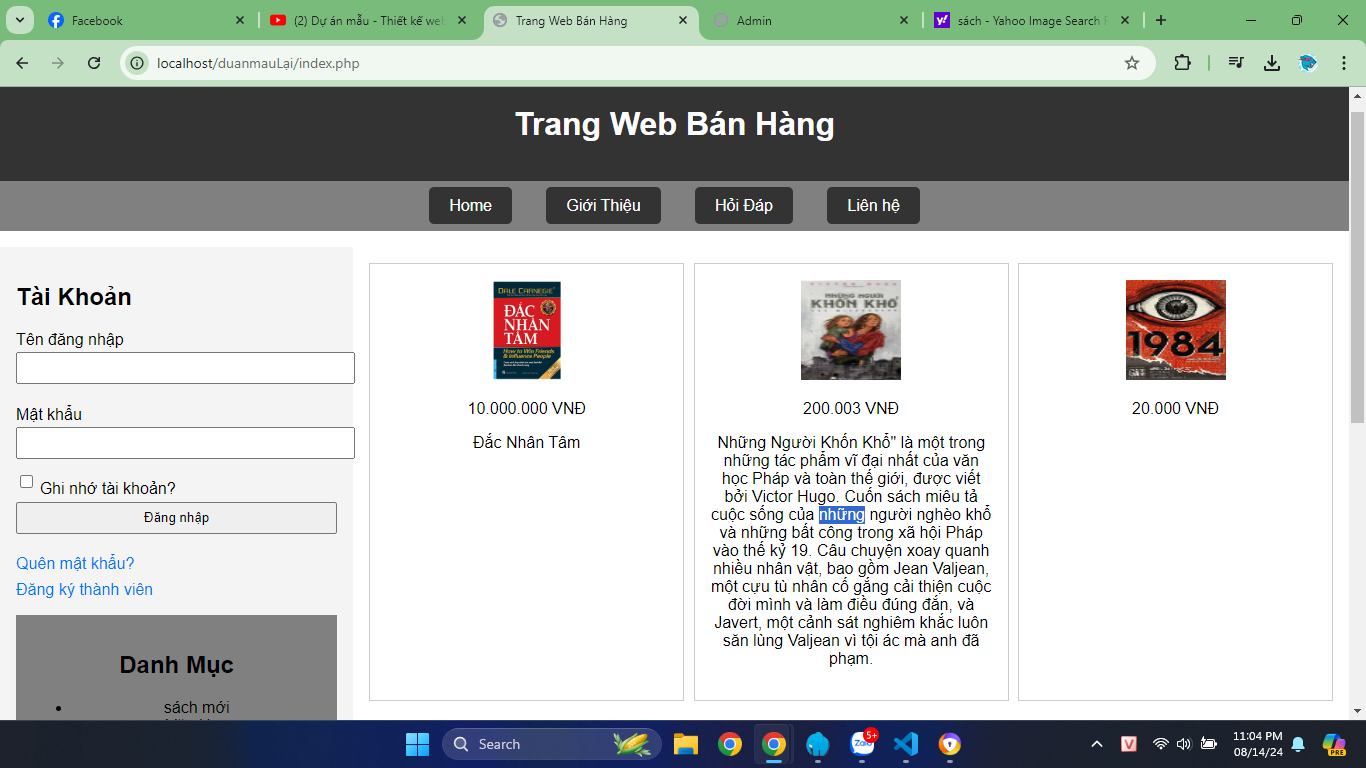 Facebook
(2) Dự án mẫu - Thiết kế web
Trang Web Bán Hàng
Admin
sách - Yahoo Image Search
localhost/duanmauLại/index.php
Trang Web Bán Hàng
Home
Giới Thiệu
Hỏi Đáp
Liên hệ
Tài Khoản
Tên đăng nhập
Mật khẩu
Ghi nhớ tài khoản?
Đăng nhập
Quên mật khẩu?
Đăng ký thành viên
Danh Mục
sách mới
DALE CARNEGIE
ĐẮC
NHÂN
TÂM
How to Win Friends
& Influence People
10.000.000 VNĐ
Đắc Nhân Tâm
NHỮNG NGƯỜI
KHỐN KHỔ
200.003 VNĐ
Những Người Khốn Khổ" là một trong
những tác phẩm vĩ đại nhất của văn
học Pháp và toàn thế giới, được viết
bởi Victor Hugo. Cuốn sách miêu tả
cuộc sống của những người nghèo khổ
và những bất công trong xã hội Pháp
vào thế kỷ 19. Câu chuyện xoay quanh
nhiều nhân vật, bao gồm Jean Valjean,
một cựu tù nhân cố gắng cải thiện cuộc
đời mình và làm điều đúng đắn, và
Javert, một cảnh sát nghiêm khắc luôn
săn lùng Valjean vì tội ác mà anh đã
phạm.
1984
20.000 VNĐ
Search
Zalo
5+
V
PRE
11:04 PM
08/14/24